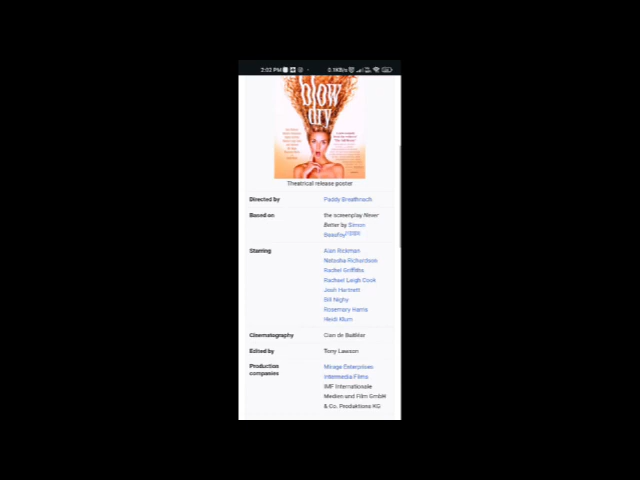 2:02 PM
blow
dry
Theatrical release poster
Directed by Paddy Breathnach
Based on the screenplay Never
Better by Simon
Beaufoy
Starring Alan Rickman
Natasha Richardson
Rachel Griffiths
Rachael Leigh Cook
Josh Hartnett
Bill Nighy
Rosemary Harris
Heidi Klum
Cinematography Cian de Buitléar
Edited by Tony Lawson
Production Mirage Enterprises
companies Intermedia Films
IMF Internationale
Medien und Film GmbH
& Co. Produktions KG